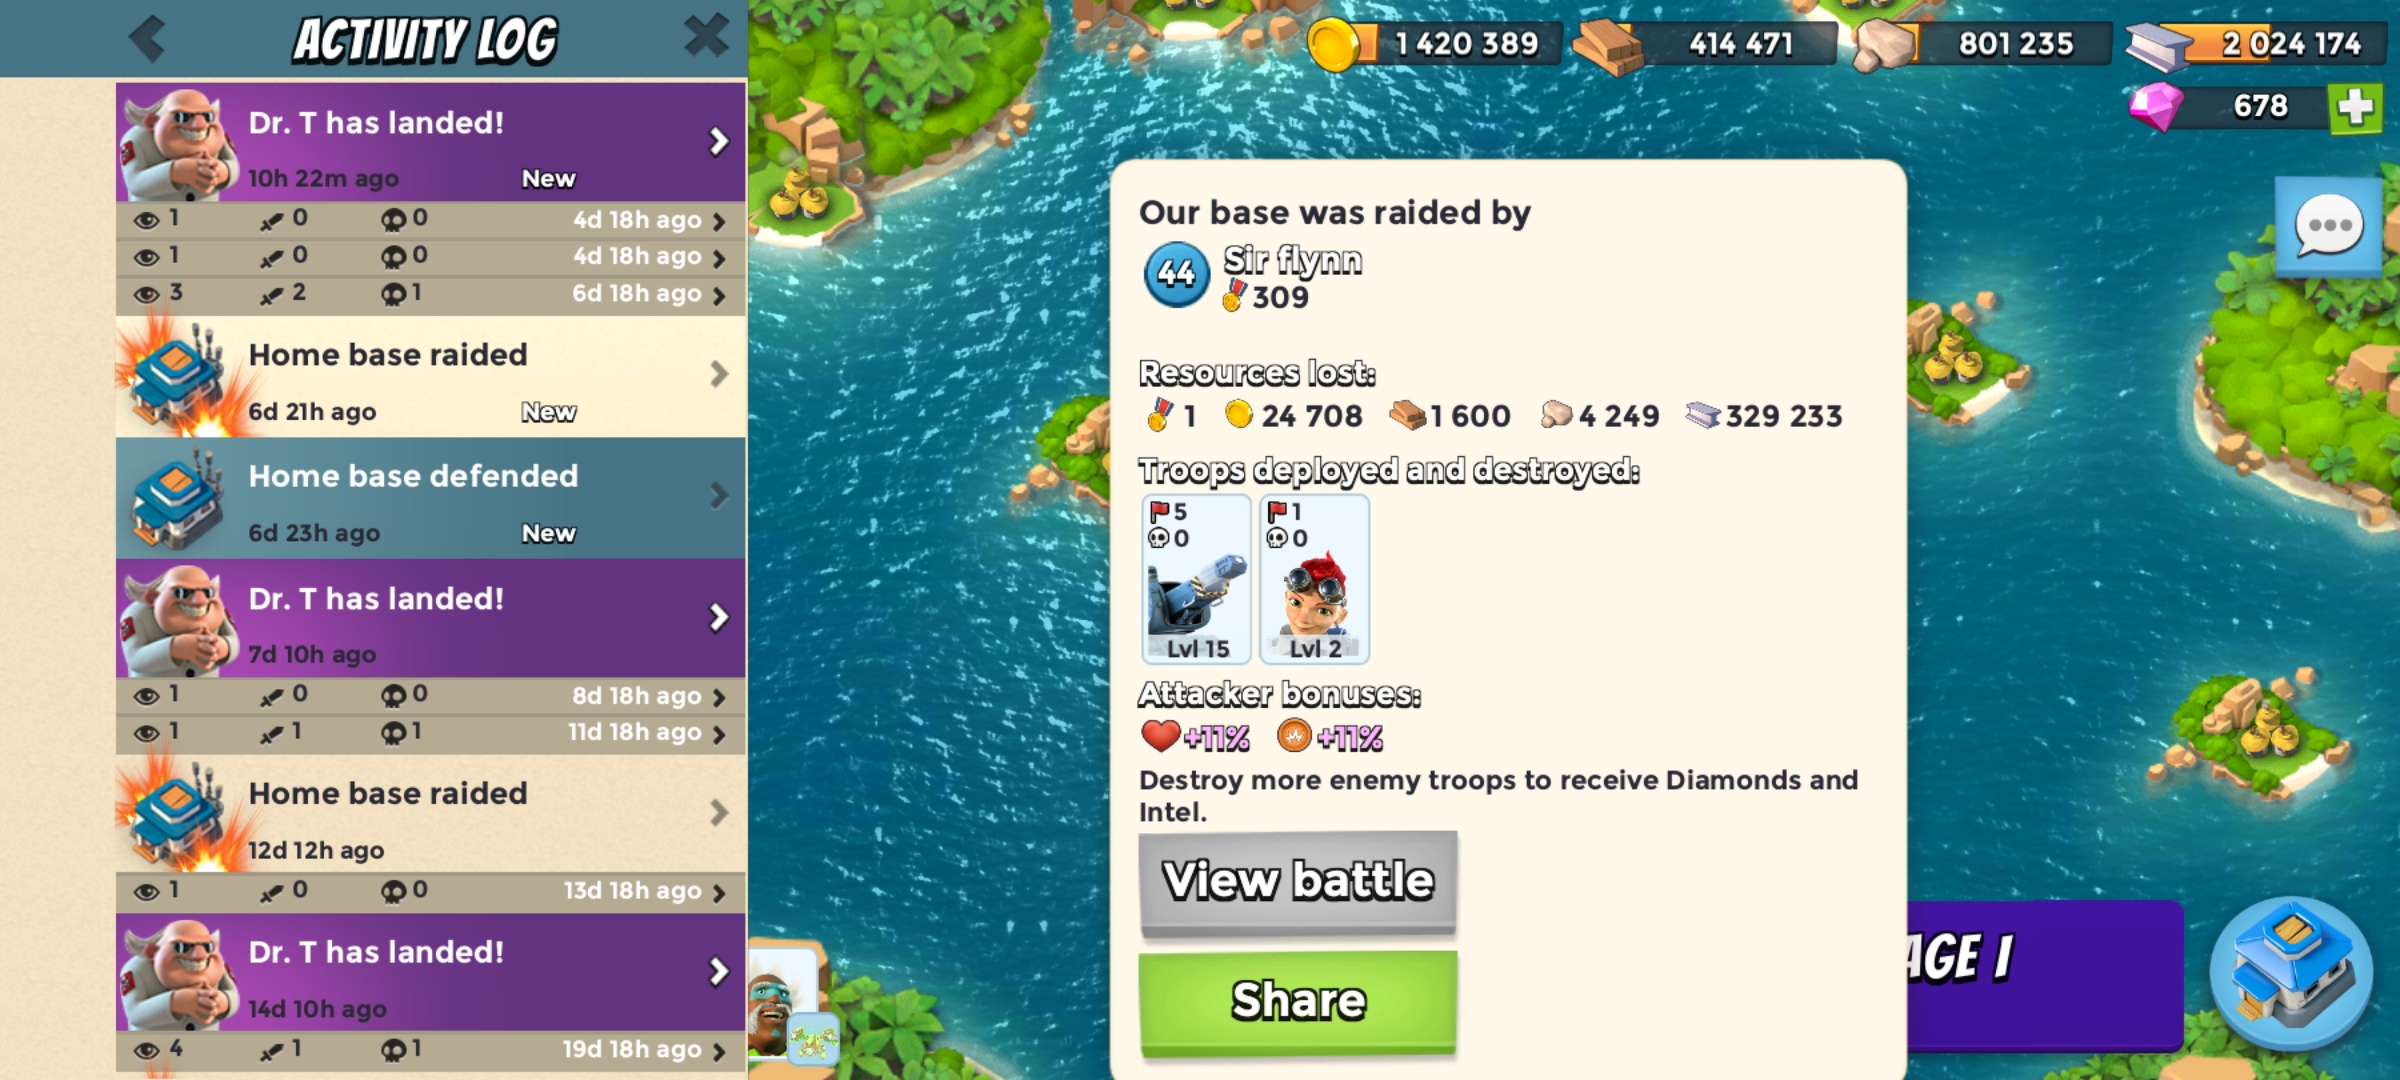 ACTIVITY LOG
Dr. T has landed!
10h 22m ago New
1 0 0 4d 18h ago
1 0 0 4d 18h ago
3 2 1 6d 18h ago
Home base raided
6d 21h ago New
Home base defended
6d 23h ago New
Dr. T has landed!
7d 10h ago
1 0 0 8d 18h ago
1 1 1 11d 18h ago
Home base raided
12d 12h ago
1 0 0 13d 18h ago
Dr. T has landed!
14d 10h ago
4 1 1 19d 18h ago
1 420 389 414 471 801 235 2 024 174
678
Our base was raided by
44 Sir flynn
309
Resources lost:
1 24 708 1 600 4 249 329 233
Troops deployed and destroyed:
5 1
0 0
Lvl 15 Lvl 2
Attacker bonuses:
+11% +11%
Destroy more enemy troops to receive Diamonds and
Intel.
View battle
Share
AGE I